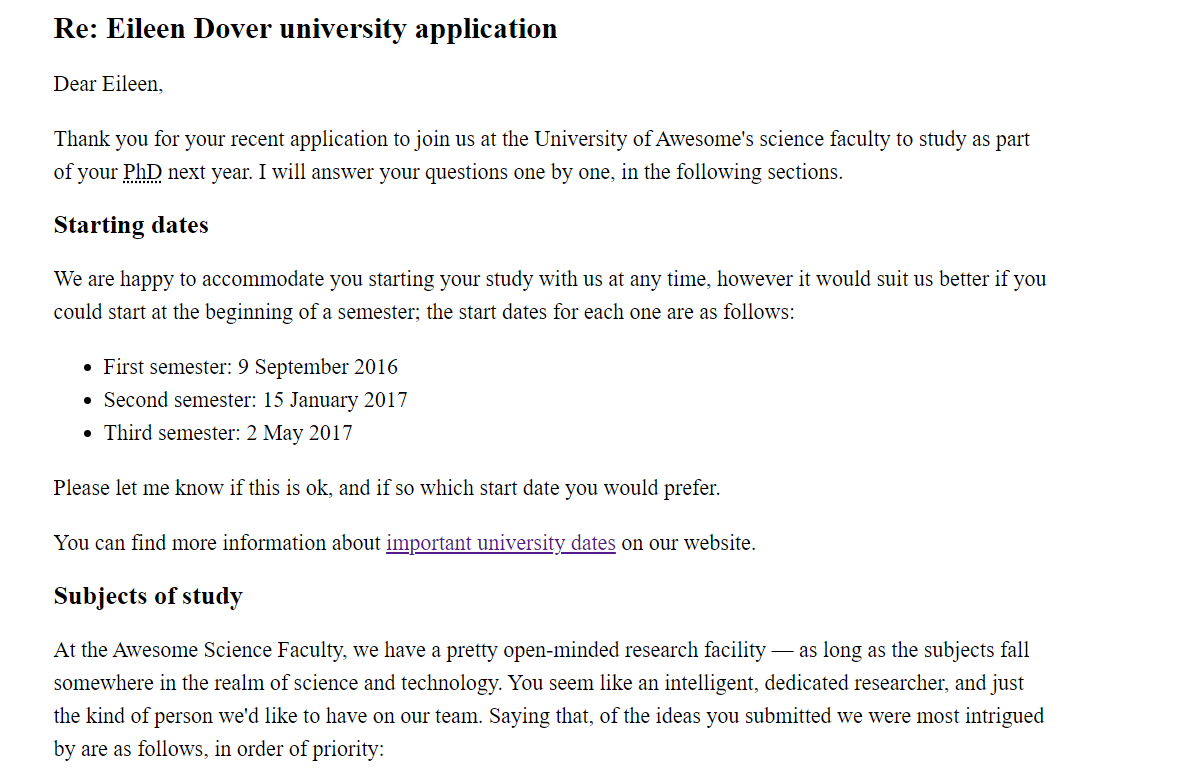 Re: Eileen Dover university application
Dear Eileen,
Thank you for your recent application to join us at the University of Awesome's science faculty to study as part
of your PhD next year. I will answer your questions one by one, in the following sections.
Starting dates
We are happy to accommodate you starting your study with us at any time, however it would suit us better if you
could start at the beginning of a semester; the start dates for each one are as follows:
• First semester: 9 September 2016
• Second semester: 15 January 2017
• Third semester: 2 May 2017
Please let me know if this is ok, and if so which start date you would prefer.
You can find more information about important university dates on our website.
Subjects of study
At the Awesome Science Faculty, we have a pretty open-minded research facility — as long as the subjects fall
somewhere in the realm of science and technology. You seem like an intelligent, dedicated researcher, and just
the kind of person we'd like to have on our team. Saying that, of the ideas you submitted we were most intrigued
by are as follows, in order of priority: